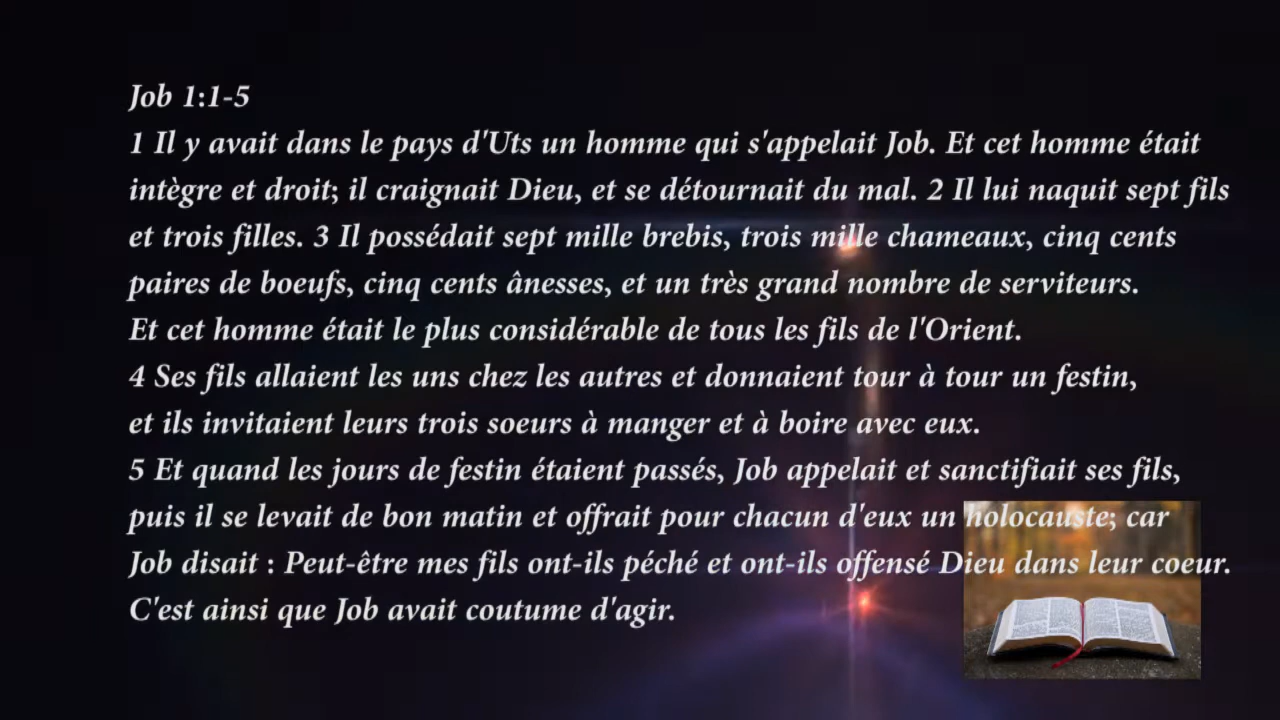 Job 1:1-5
1 Il y avait dans le pays d'Uts un homme qui s'appelait Job. Et cet homme était
intègre et droit; il craignait Dieu, et se détournait du mal. 2 Il lui naquit sept fils
et trois filles. 3 Il possédait sept mille brebis, trois mille chameaux, cinq cents
paires de boeufs, cinq cents ânesses, et un très grand nombre de serviteurs.
Et cet homme était le plus considérable de tous les fils de l'Orient.
4 Ses fils allaient les uns chez les autres et donnaient tour à tour un festin,
et ils invitaient leurs trois soeurs à manger et à boire avec eux.
5 Et quand les jours de festin étaient passés, Job appelait et sanctifiait ses fils,
puis il se levait de bon matin et offrait pour chacun d'eux un holocauste; car
Job disait : Peut-être mes fils ont-ils péché et ont-ils offensé Dieu dans leur coeur.
C'est ainsi que Job avait coutume d'agir.